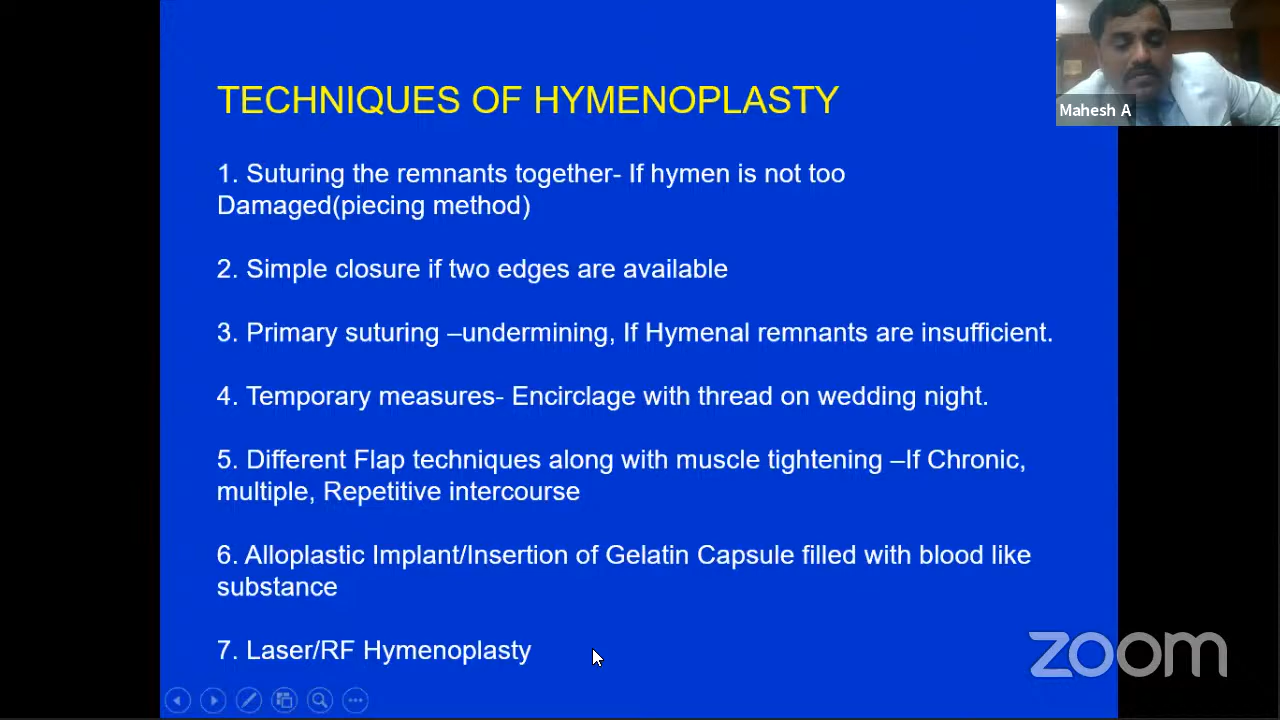 TECHNIQUES OF HYMENOPLASTY
Mahesh A
1. Suturing the remnants together- If hymen is not too
Damaged(piecing method)
2. Simple closure if two edges are available
3. Primary suturing –undermining, If Hymenal remnants are insufficient.
4. Temporary measures- Encirclage with thread on wedding night.
5. Different Flap techniques along with muscle tightening –If Chronic,
multiple, Repetitive intercourse
6. Alloplastic Implant/Insertion of Gelatin Capsule filled with blood like
substance
7. Laser/RF Hymenoplasty
zoom